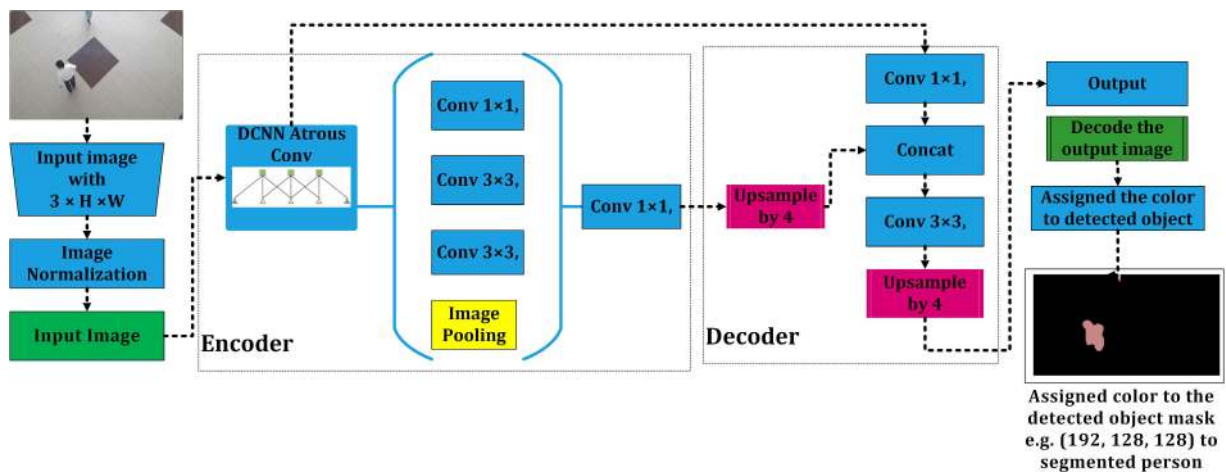 Input image
with
3 × H ×W
Image
Normalization
Input Image
Encoder
DCNN Atrous
Conv
Conv 1×1,
Conv 3×3,
Conv 3×3,
Image
Pooling
Conv 1×1,
Decoder
Upsample
by 4
Conv 1×1,
Concat
Conv 3×3,
Upsample
by 4
Output
Decode the
output image
Assigned the color
to detected object
Assigned color to the
detected object mask
e.g. (192, 128, 128) to
segmented person